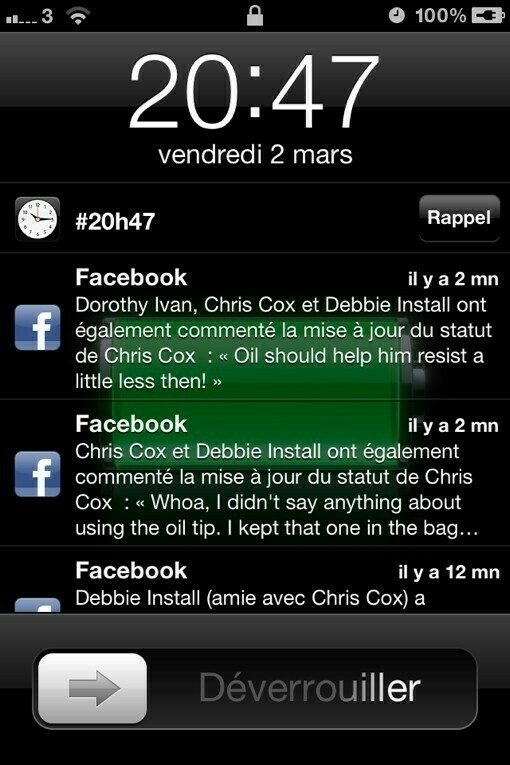 3 100%
20:47
vendredi 2 mars
#20h47 Rappel
Facebook il y a 2 mn
Dorothy Ivan, Chris Cox et Debbie Install ont
également commenté la mise à jour du statut
de Chris Cox : « Oil should help him resist a
little less then! »
Facebook il y a 2 mn
Chris Cox et Debbie Install ont également
commenté la mise à jour du statut de Chris
Cox : « Whoa, I didn't say anything about
using the oil tip. I kept that one in the bag…
Facebook il y a 12 mn
Debbie Install (amie avec Chris Cox) a
Déverrouiller